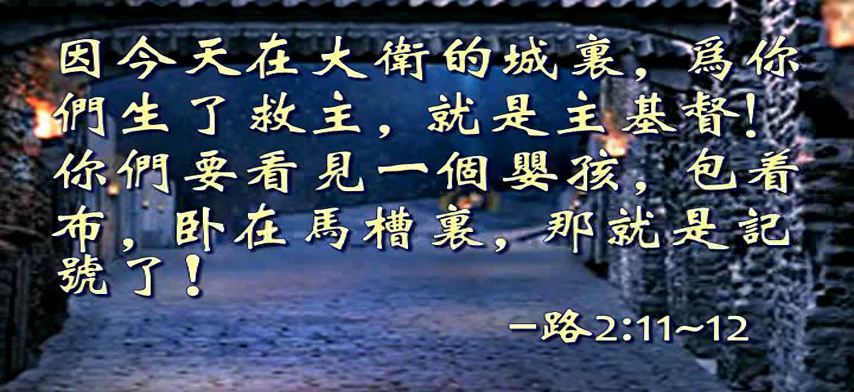 因今天在大衛的城裏，爲你
們生了救主，就是主基督！
你們要看見一個嬰孩，包着
布，卧在馬槽裏，那就是記
號了！
－路2:11~12